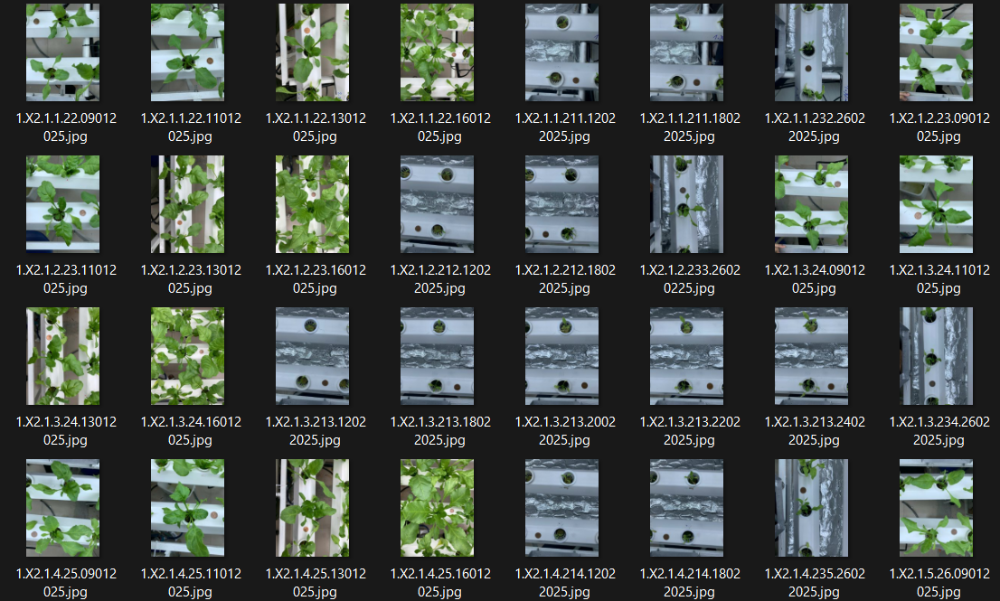 1.X2.1.1.22.09012
025.jpg
1.X2.1.1.22.11012
025.jpg
1.X2.1.1.22.13012
025.jpg
1.X2.1.1.22.16012
025.jpg
1.X2.1.1.211.1202
2025.jpg
1.X2.1.1.211.1802
2025.jpg
1.X2.1.1.232.2602
2025.jpg
1.X2.1.2.23.09012
025.jpg
1.X2.1.2.23.11012
025.jpg
1.X2.1.2.23.13012
025.jpg
1.X2.1.2.23.16012
025.jpg
1.X2.1.2.212.1202
2025.jpg
1.X2.1.2.212.1802
2025.jpg
1.X2.1.2.233.2602
0225.jpg
1.X2.1.3.24.09012
025.jpg
1.X2.1.3.24.11012
025.jpg
1.X2.1.3.24.13012
025.jpg
1.X2.1.3.24.16012
025.jpg
1.X2.1.3.213.1202
2025.jpg
1.X2.1.3.213.1802
2025.jpg
1.X2.1.3.213.2002
2025.jpg
1.X2.1.3.213.2202
2025.jpg
1.X2.1.3.213.2402
2025.jpg
1.X2.1.3.234.2602
2025.jpg
1.X2.1.4.25.09012
025.jpg
1.X2.1.4.25.11012
025.jpg
1.X2.1.4.25.13012
025.jpg
1.X2.1.4.25.16012
025.jpg
1.X2.1.4.214.1202
2025.jpg
1.X2.1.4.214.1802
2025.jpg
1.X2.1.4.235.2602
2025.jpg
1.X2.1.5.26.09012
025.jpg